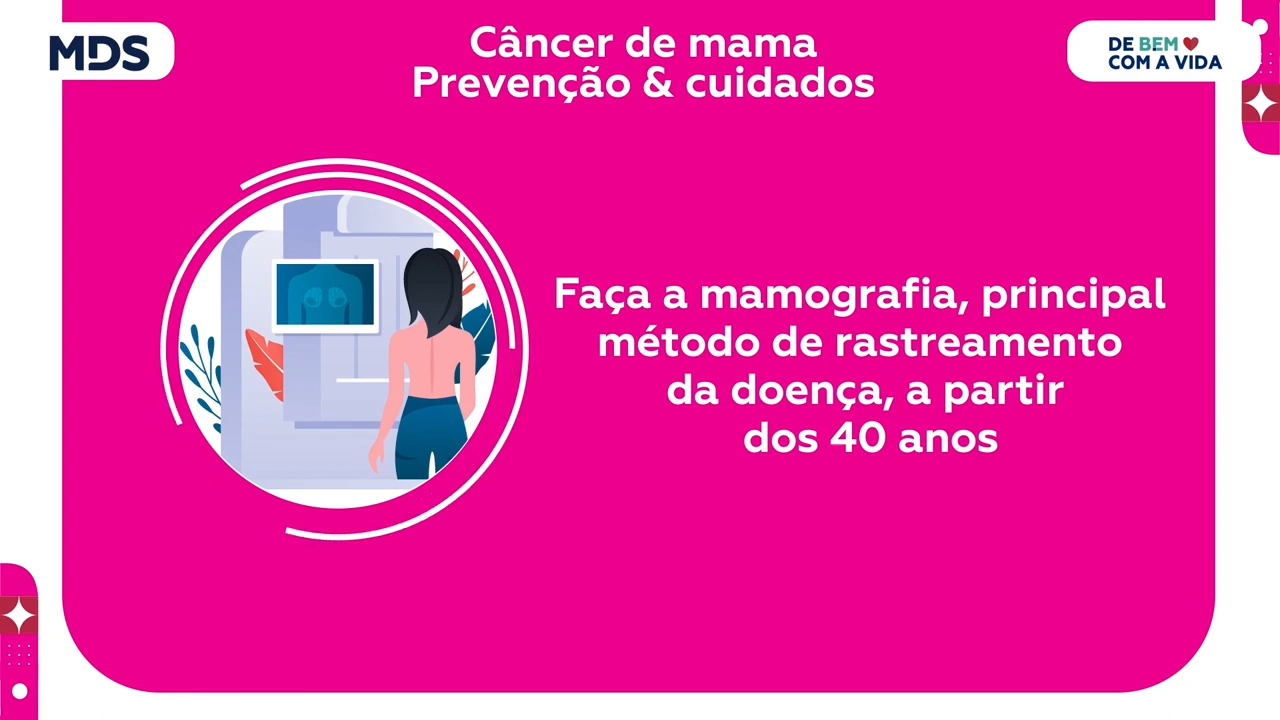 MDS
Câncer de mama
Prevenção & cuidados
DE BEM
COM A VIDA
Faça a mamografia, principal
método de rastreamento
da doença, a partir
dos 40 anos